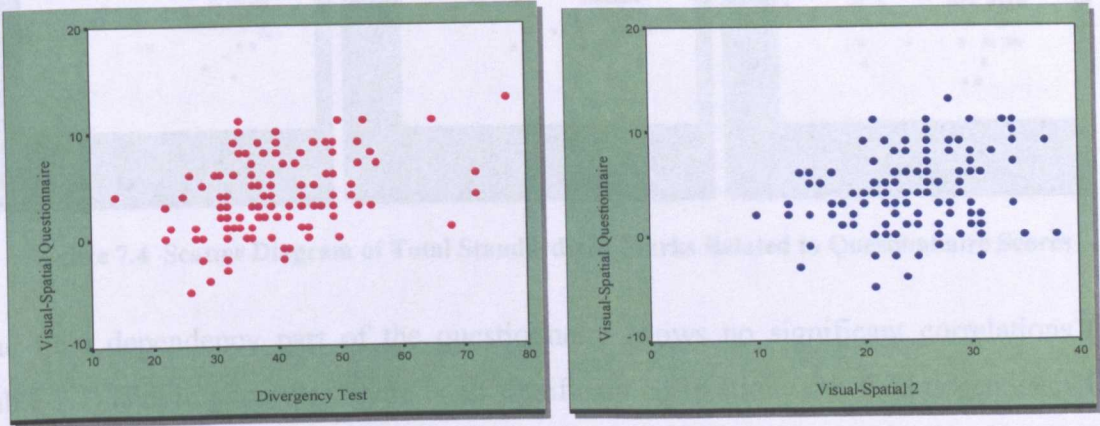 20
10
0
-10
10 20 30 40 50 60 70 80
Visual-Spatial Questionnaire
Divergency Test
20
10
0
-10
0 10 20 30 40
Visual-Spatial Questionnaire
Visual-Spatial 2
7.4 Scatter Diagram of Total Related to Questionnaire Scores
dependency part of the questionnaire shows no significant correlations